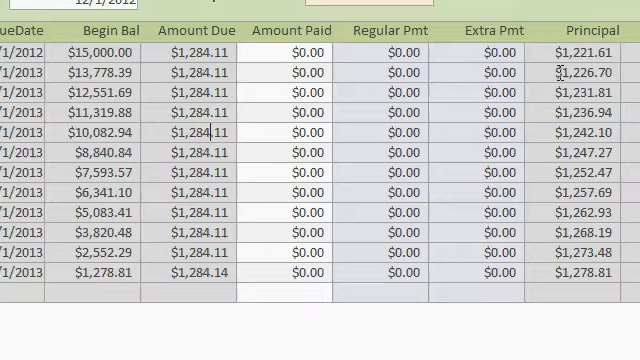 12/1/2012
ueDate Begin Bal Amount Due Amount Paid Regular Pmt Extra Pmt Principal
/1/2012 $15,000.00 $1,284.11 $0.00 $0.00 $0.00 $1,221.61
/1/2013 $13,778.39 $1,284.11 $0.00 $0.00 $0.00 $1,226.70
/1/2013 $12,551.69 $1,284.11 $0.00 $0.00 $0.00 $1,231.81
/1/2013 $11,319.88 $1,284.11 $0.00 $0.00 $0.00 $1,236.94
/1/2013 $10,082.94 $1,284.11 $0.00 $0.00 $0.00 $1,242.10
/1/2013 $8,840.84 $1,284.11 $0.00 $0.00 $0.00 $1,247.27
/1/2013 $7,593.57 $1,284.11 $0.00 $0.00 $0.00 $1,252.47
/1/2013 $6,341.10 $1,284.11 $0.00 $0.00 $0.00 $1,257.69
/1/2013 $5,083.41 $1,284.11 $0.00 $0.00 $0.00 $1,262.93
/1/2013 $3,820.48 $1,284.11 $0.00 $0.00 $0.00 $1,268.19
/1/2013 $2,552.29 $1,284.11 $0.00 $0.00 $0.00 $1,273.48
/1/2013 $1,278.81 $1,284.14 $0.00 $0.00 $0.00 $1,278.81